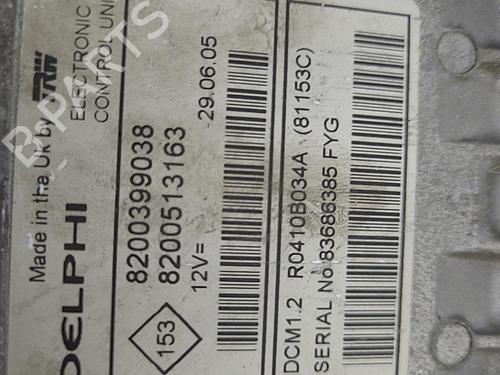 Made in the UK by TRW
DELPHI
ELECTRONIC
CONTROL UNIT
8200399038
8200513163
12V=
29.06.05
153
DCM1.2 R0410B034A (81153C)
SERIAL No 83686385 FYG
B-PARTS